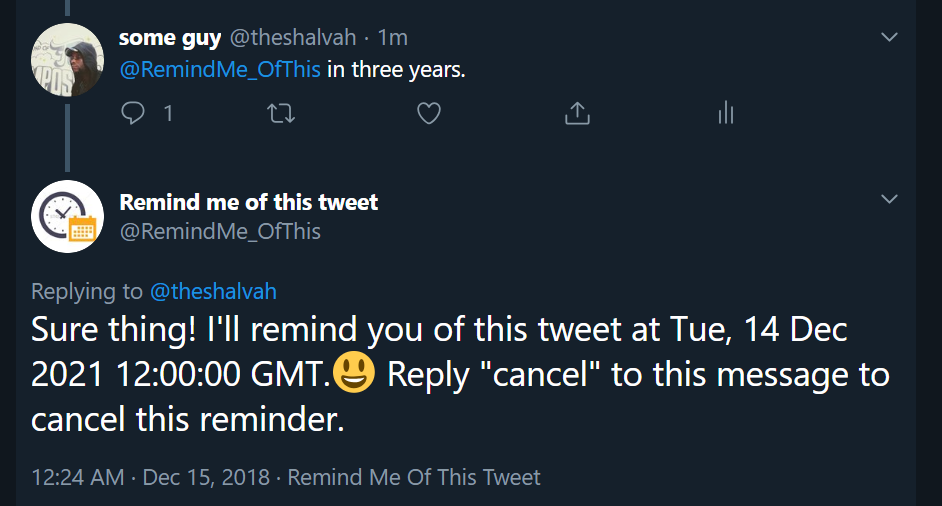 some guy @theshalvah · 1m
@RemindMe_OfThis in three years.
1
Remind me of this tweet
@RemindMe_OfThis
Replying to @theshalvah
Sure thing! I'll remind you of this tweet at Tue, 14 Dec
2021 12:00:00 GMT.😃 Reply "cancel" to this message to
cancel this reminder.
12:24 AM · Dec 15, 2018 · Remind Me Of This Tweet